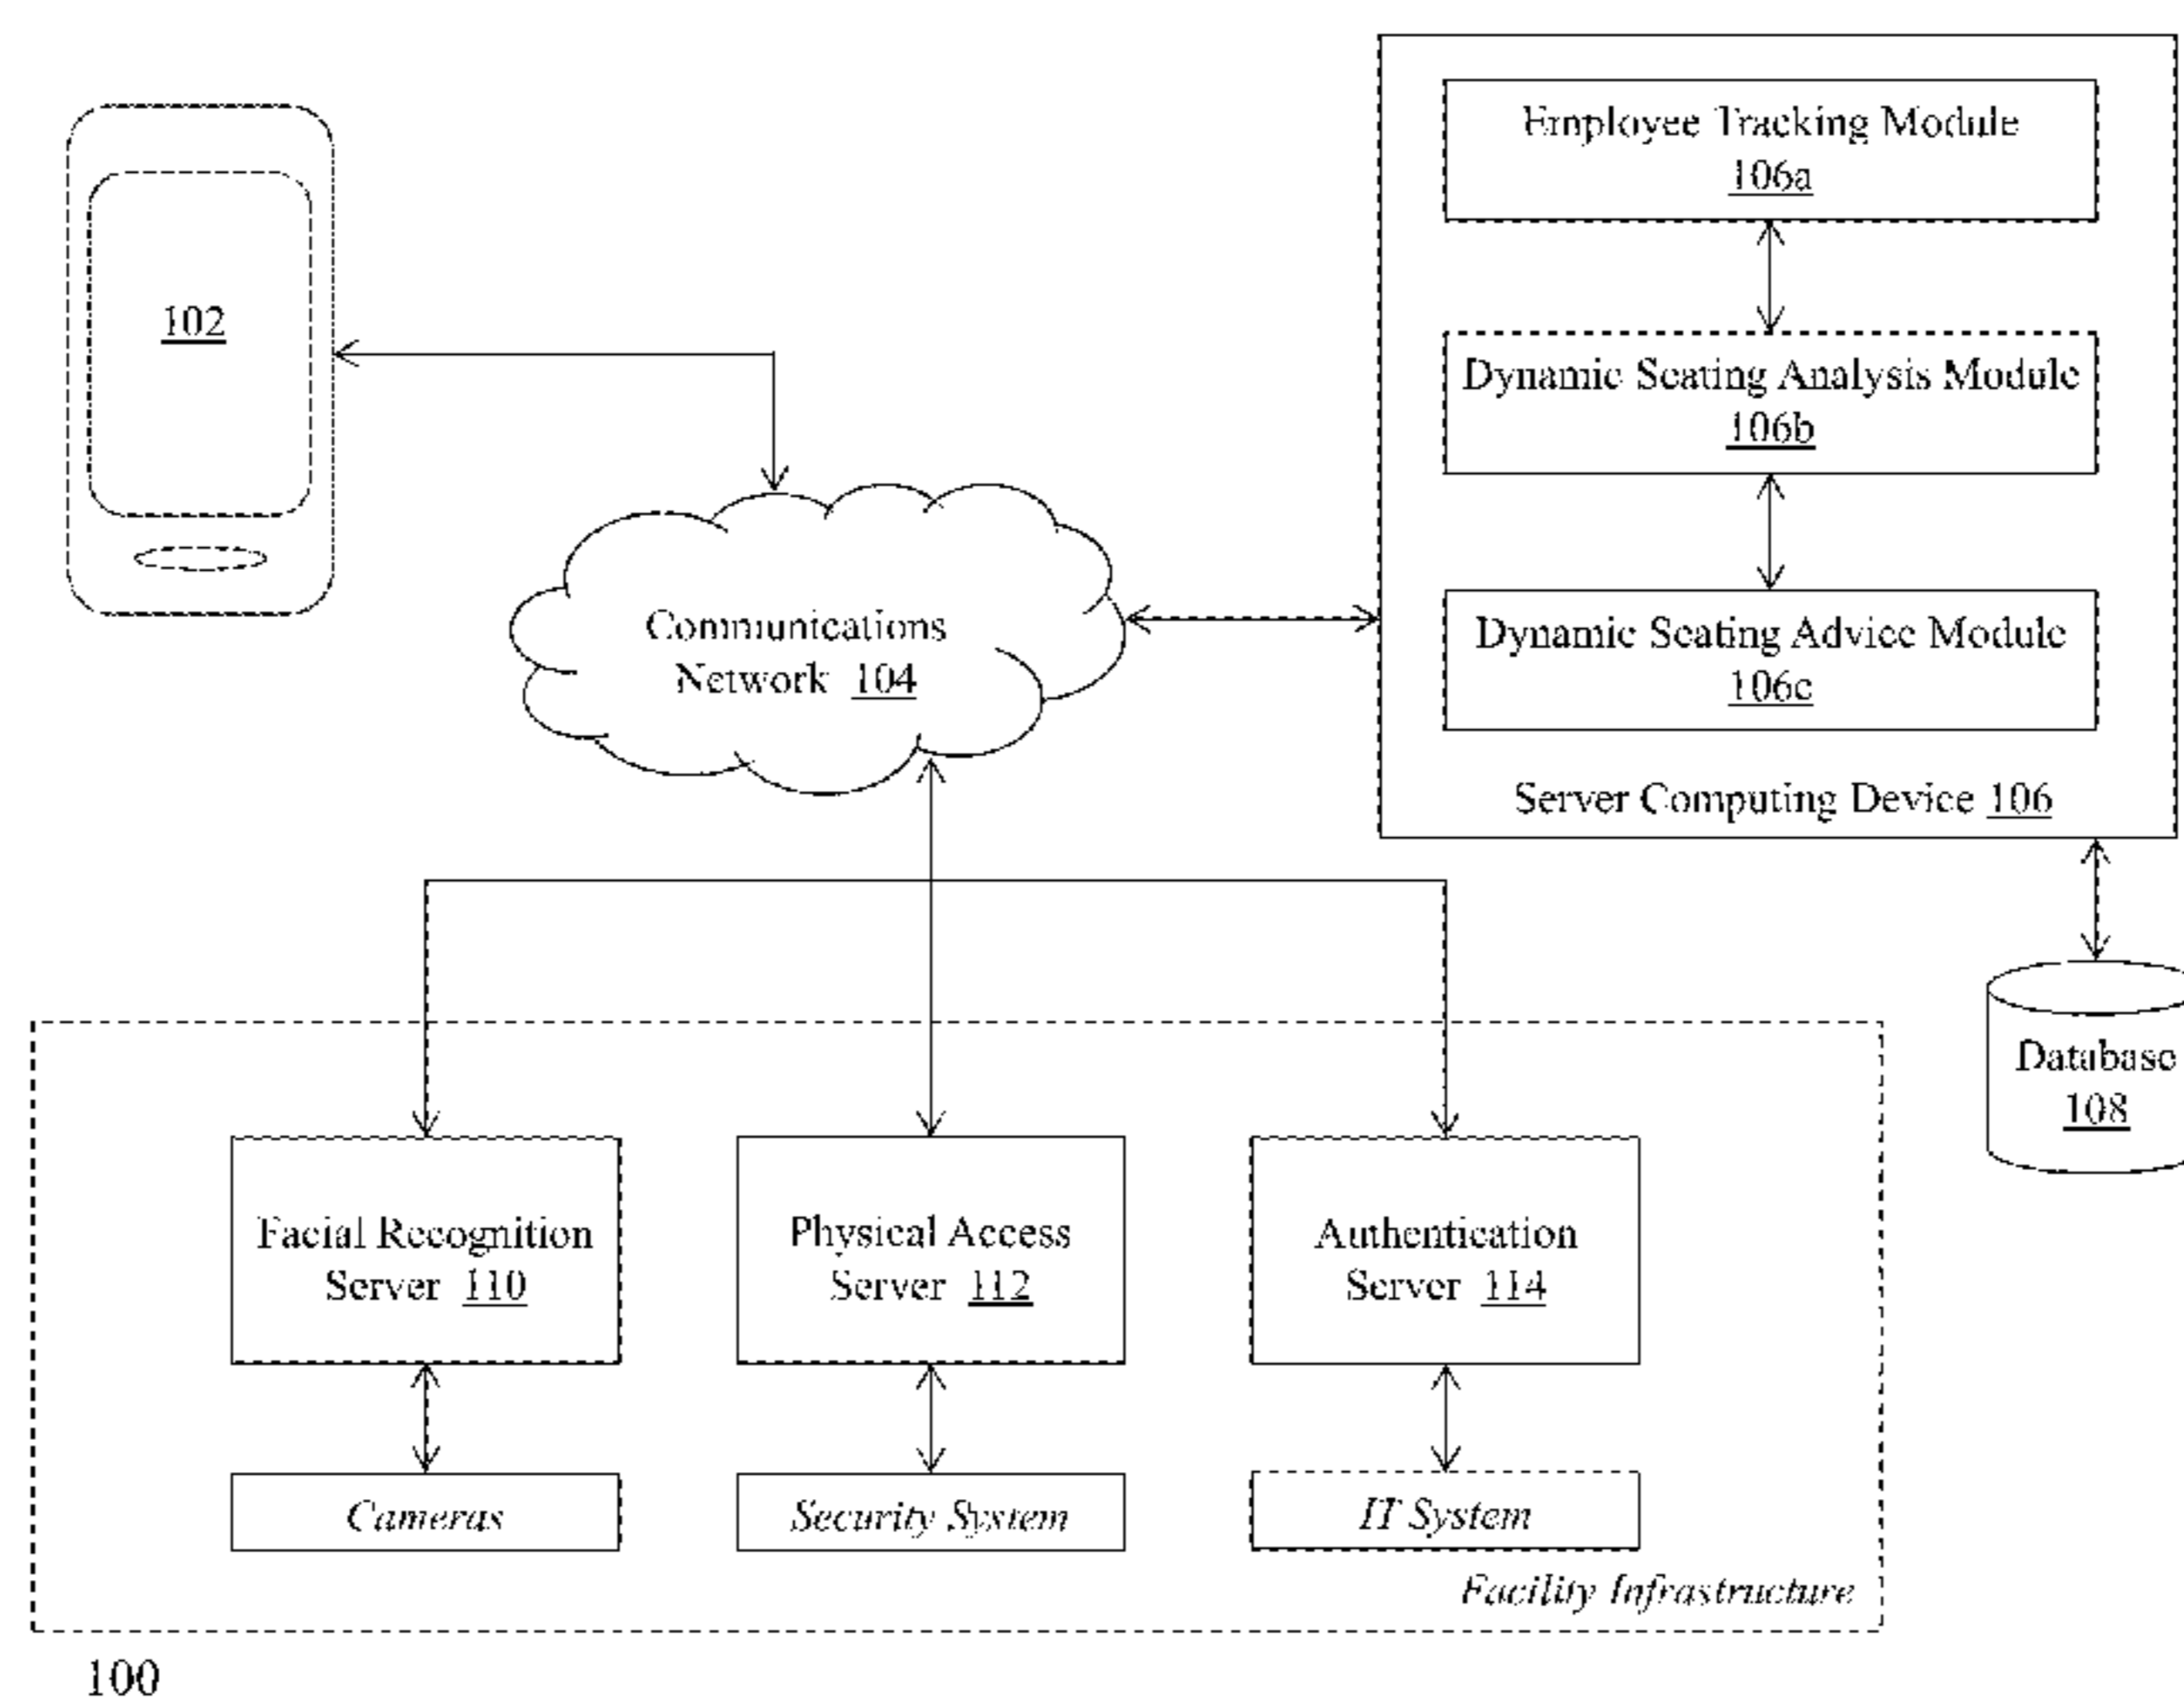 Employee Tracking Module
106a
102
Dynamic Seating Analysis Module
106b
Communications
Network 104
Dynamic Seating Advice Module
106c
Server Computing Device 106
Database
108
Facial Recognition
Server 110
Physical Access
Server 112
Authentication
Server 114
Cameras
Security System
IT System
Facility Infrastructure
100